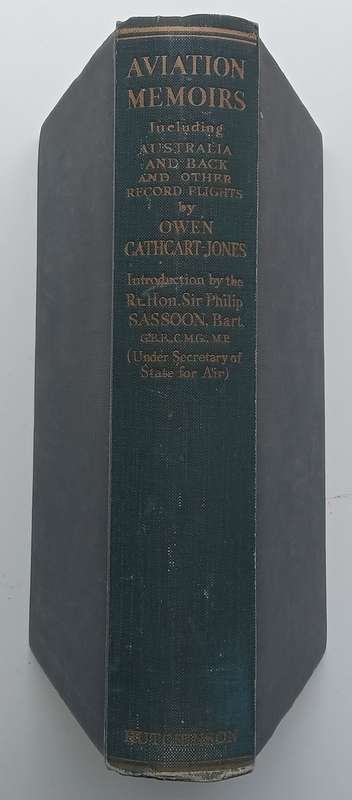 AVIATION
MEMOIRS
Including
AUSTRALIA
AND BACK
AND OTHER
RECORD FLIGHTS
by
OWEN
CATHCART-JONES
Introduction by the
Rt. Hon. Sir Philip
SASSOON, Bart.
G.B.E., C.M.G., M.P.
(Under Secretary of
State for Air)
HUTCHINSON